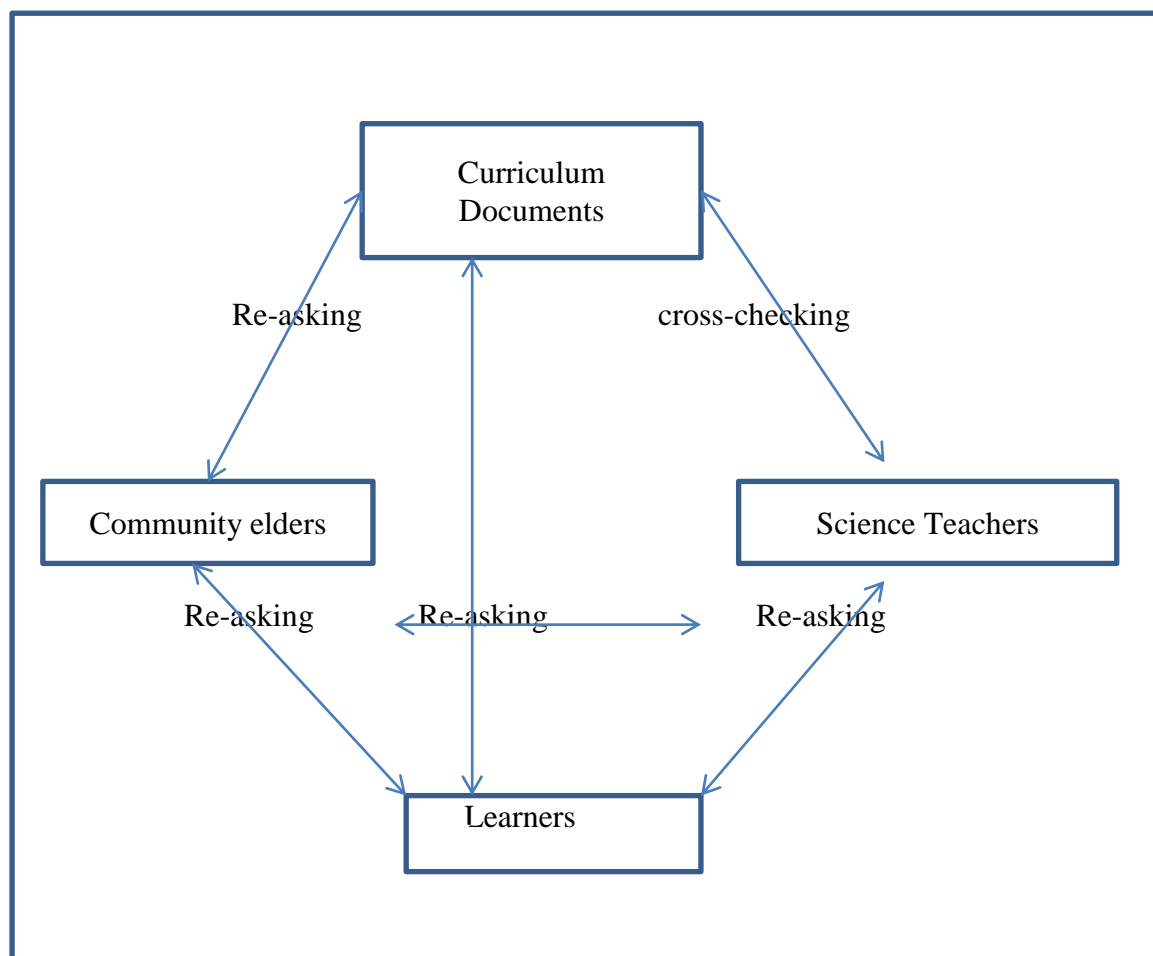 Curriculum
Documents
Re-asking
cross-checking
Community elders
Science Teachers
Re-asking
Re-asking
Re-asking
Learners